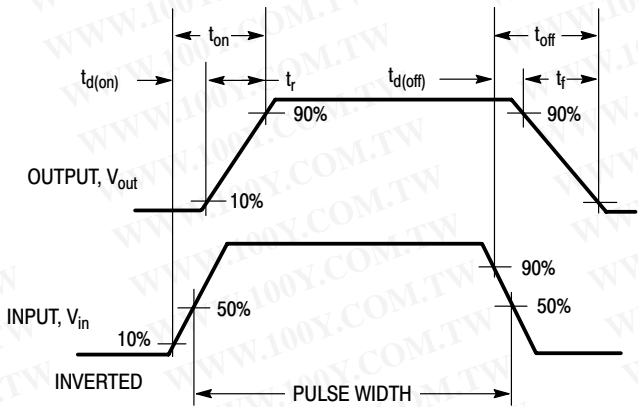 WWW.100Y.COM.TW
t_on
t_off
t_d(on)
t_r
t_d(off)
t_f
90%
90%
OUTPUT, V_out
10%
90%
INPUT, V_in
50%
50%
10%
INVERTED
PULSE WIDTH